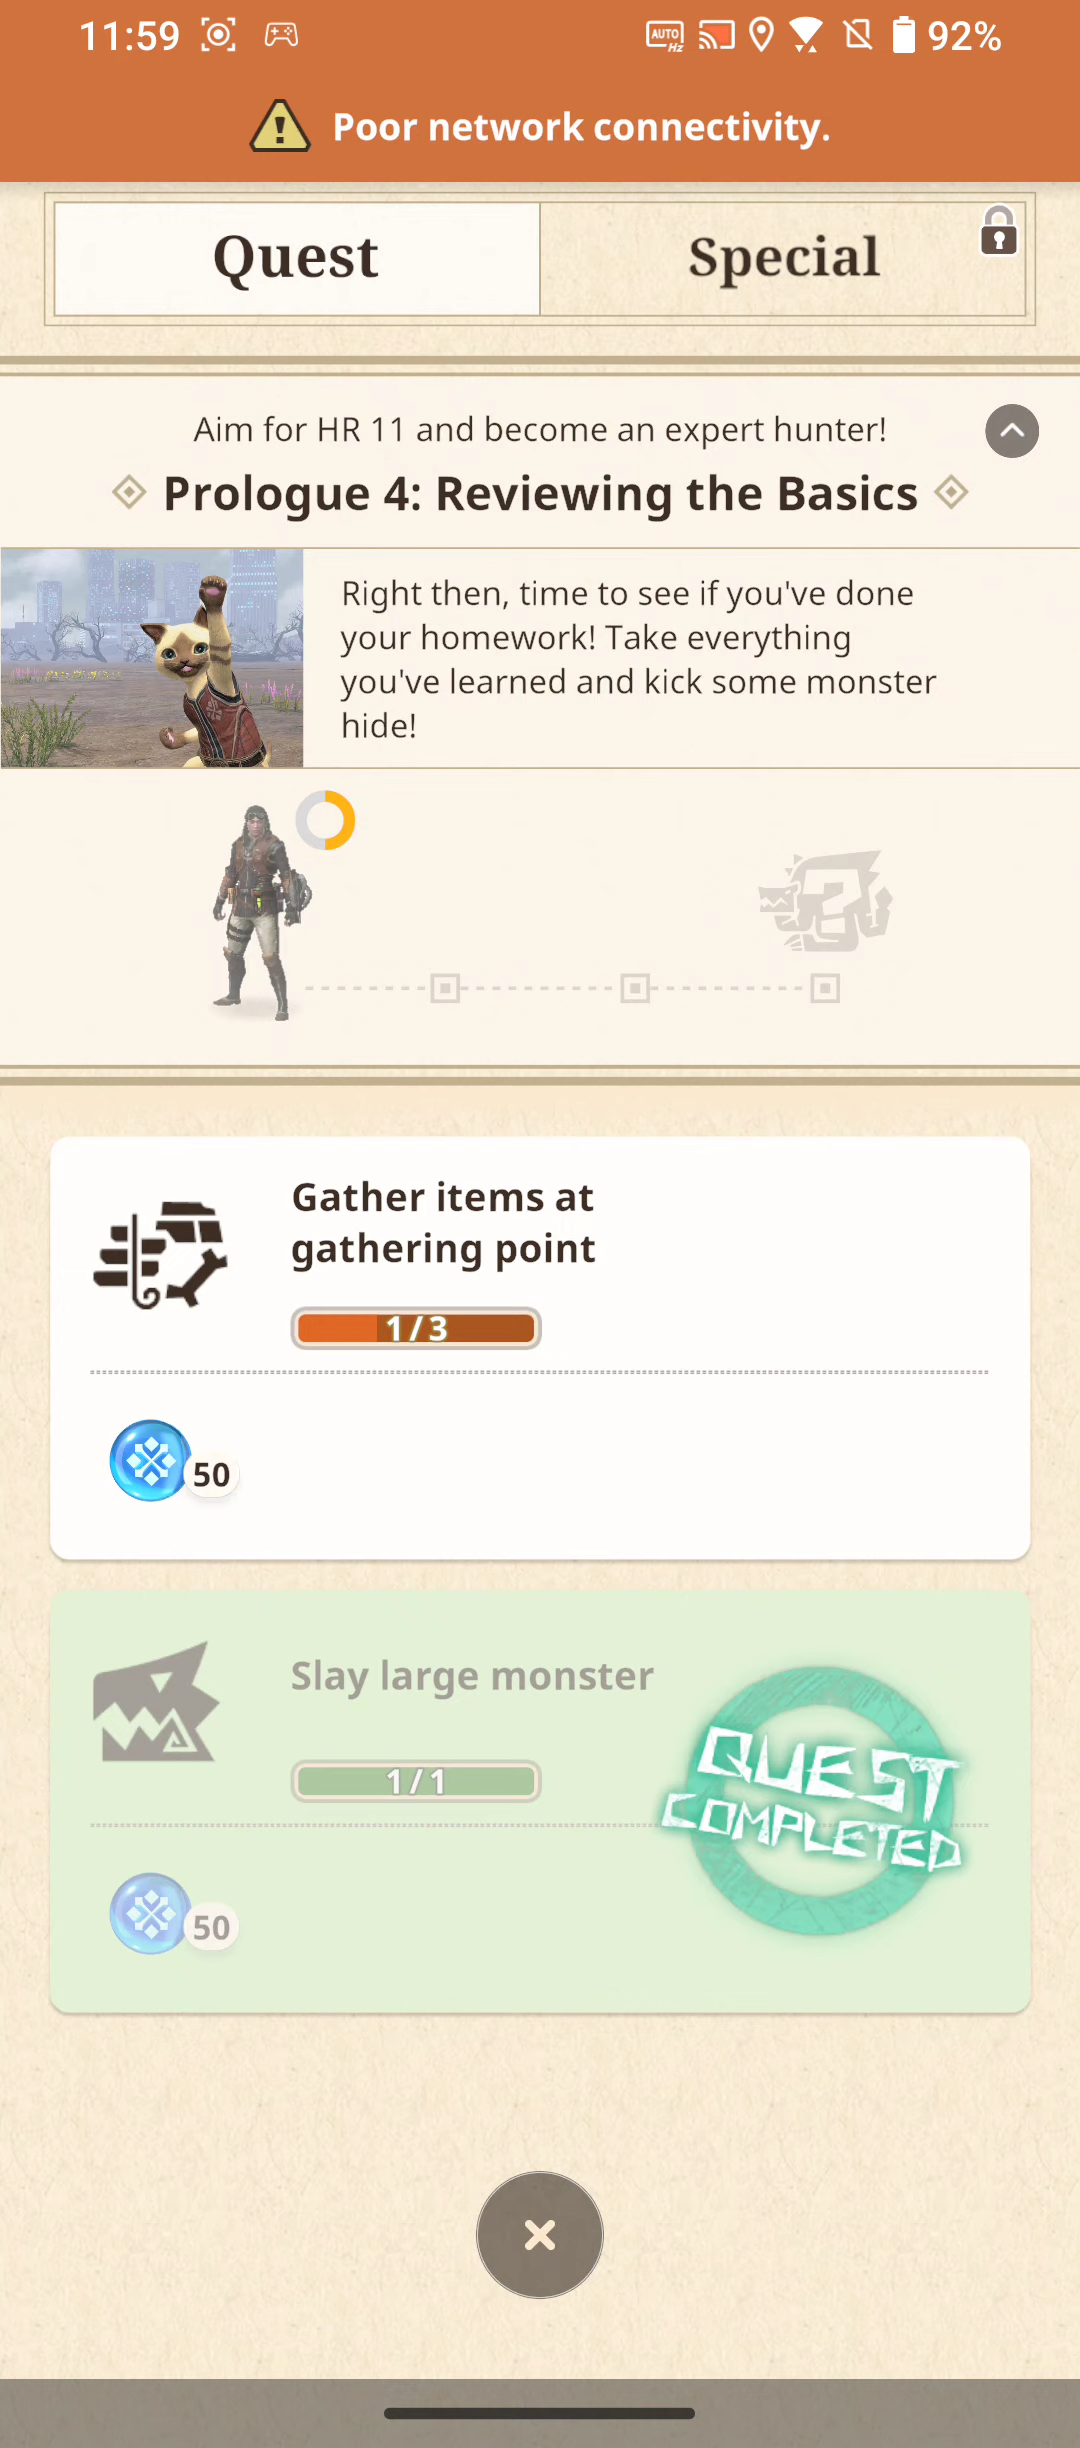 11:59
AUTO Hz
92%
Poor network connectivity.
Quest
Special
Aim for HR 11 and become an expert hunter!
Prologue 4: Reviewing the Basics
Right then, time to see if you've done
your homework! Take everything
you've learned and kick some monster
hide!
Gather items at
gathering point
1/3
50
Slay large monster
1/1
QUEST
COMPLETED
50